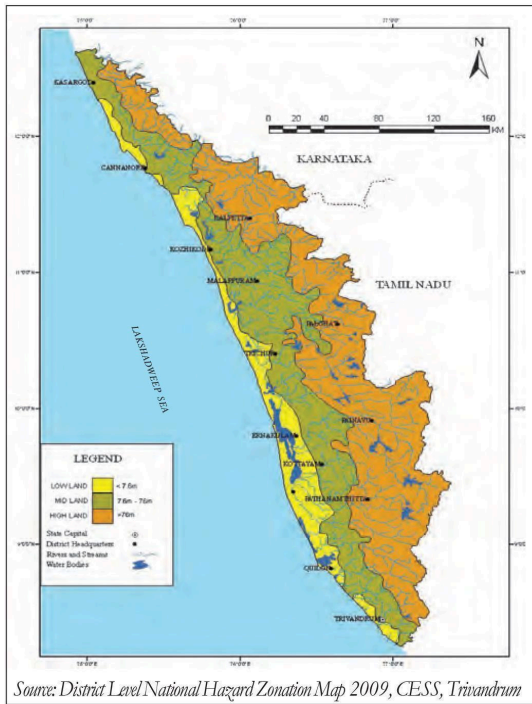 N
0 20 40 80 120 160
KM
KASARGOD
KARNATAKA
CANNANORE
KALPETTA
KOZHIKODE
MALAPPURAM
TAMIL NADU
LAKSHADWEEP SEA
TRICHUR
ERNAKULAM
KOTTAYAM
QUILON
TRIVANDRUM
LEGEND
LOW LAND < 7.6m
MID LAND 7.6m - 76m
HIGH LAND >76m
State Capital
District Headquarters
Rivers and Streams
Water Bodies
Source: District Level National Hazard Zonation Map 2009, CESS, Trivandrum